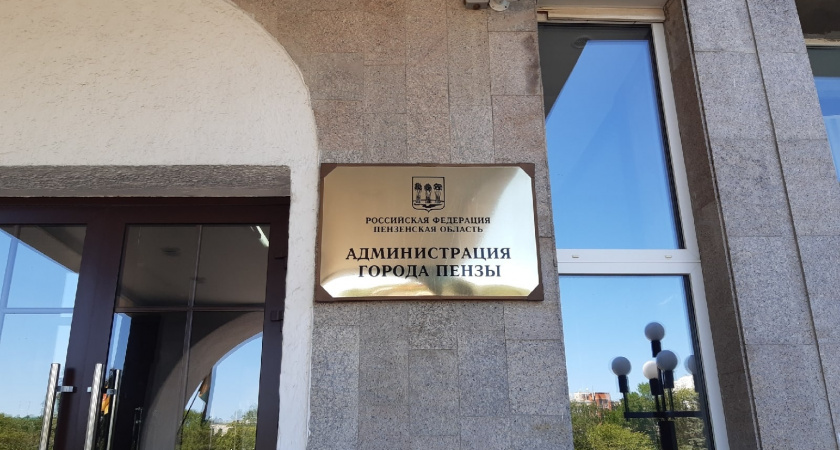 РОССИЙСКАЯ ФЕДЕРАЦИЯ
ПЕНЗЕНСКАЯ ОБЛАСТЬ
АДМИНИСТРАЦИЯ
ГОРОДА ПЕНЗЫ